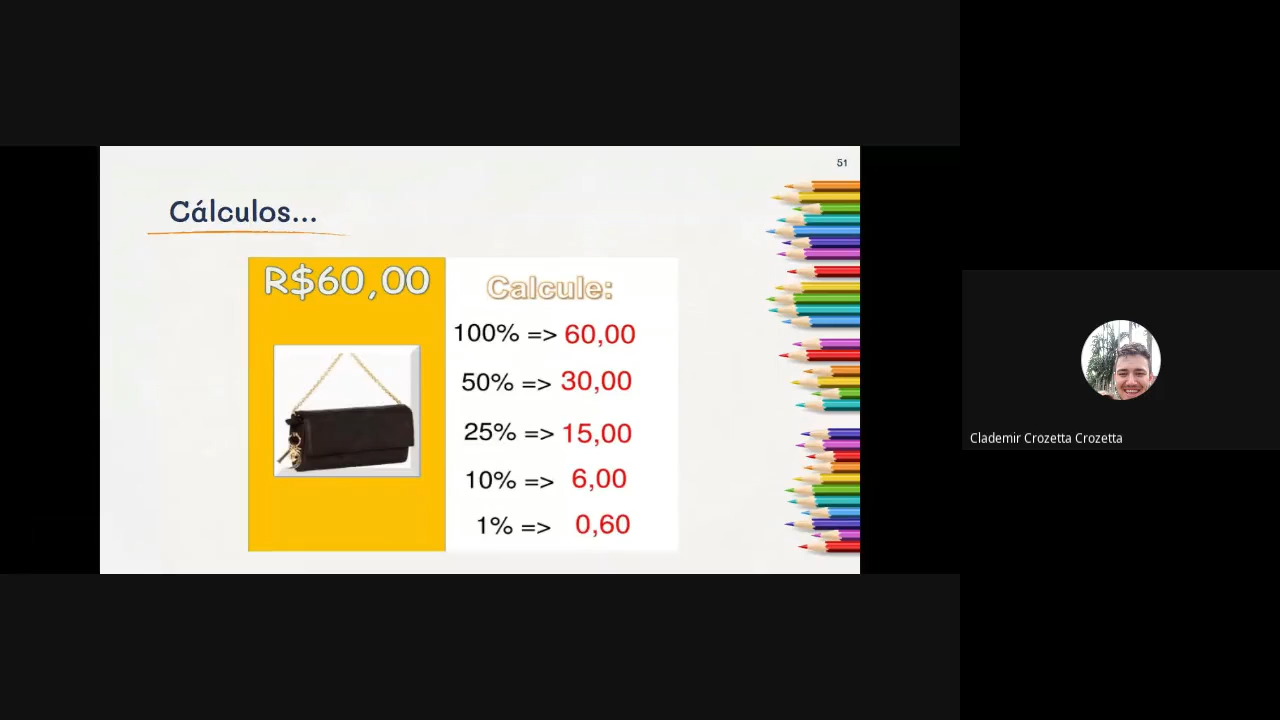 51
Cálculos...
R$60,00
Calcule:
100% => 60,00
50% => 30,00
25% => 15,00
10% => 6,00
1% => 0,60
Clademir Crozetta Crozetta